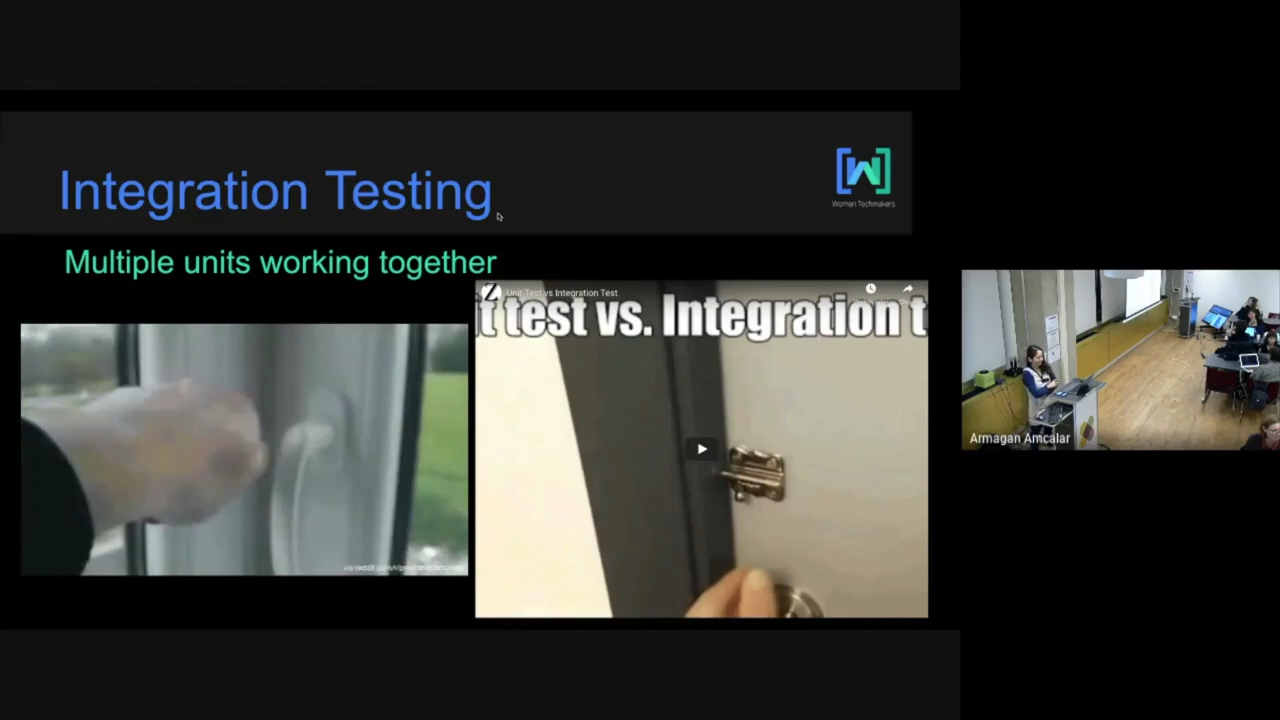 Integration Testing
Women Techmakers
Multiple units working together
Unit Test vs Integration Test
t test vs. Integration t
Armagan Amcalar